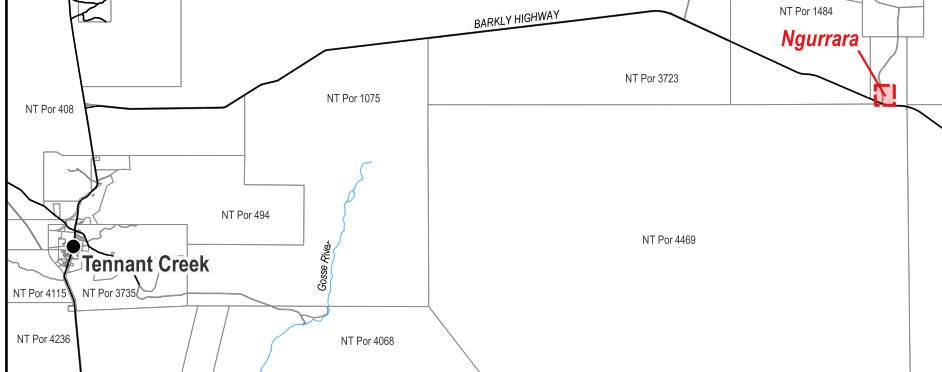 NT Por 1484
BARKLY HIGHWAY
Ngurrara
NT Por 3723
NT Por 1075
NT Por 408
NT Por 494
NT Por 4469
Gosse River
Tennant Creek
NT Por 4115
NT Por 3735
NT Por 4236
NT Por 4068